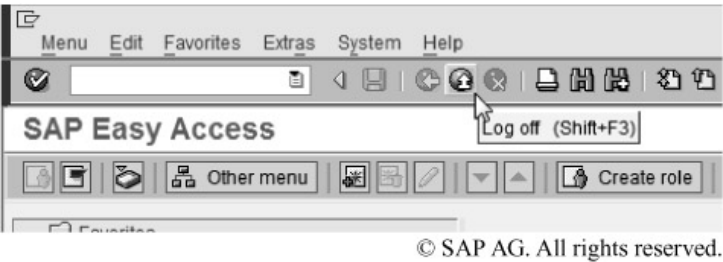 Menu Edit Favorites Extras System Help
SAP Easy Access
Log off (Shift+F3)
Other menu Create role
Favorites
© SAP AG. All rights reserved.